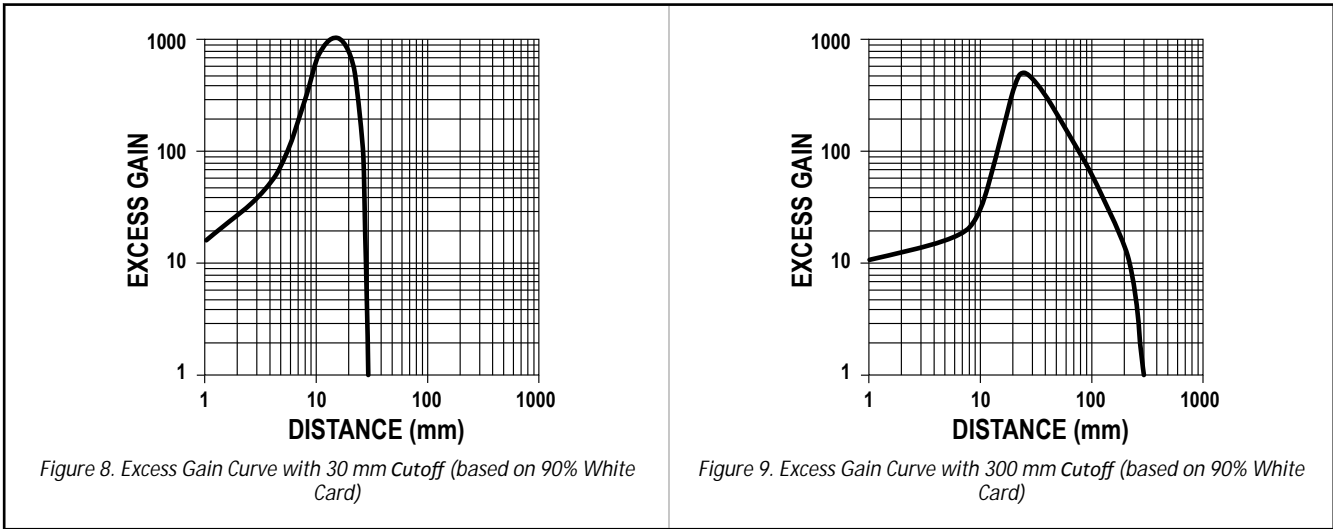 1000
100
10
1
EXCESS GAIN
1 10 100 1000
DISTANCE (mm)
Figure 8. Excess Gain Curve with 30 mm Cutoff (based on 90% White
Card)
1000
100
10
1
EXCESS GAIN
1 10 100 1000
DISTANCE (mm)
Figure 9. Excess Gain Curve with 300 mm Cutoff (based on 90% White
Card)